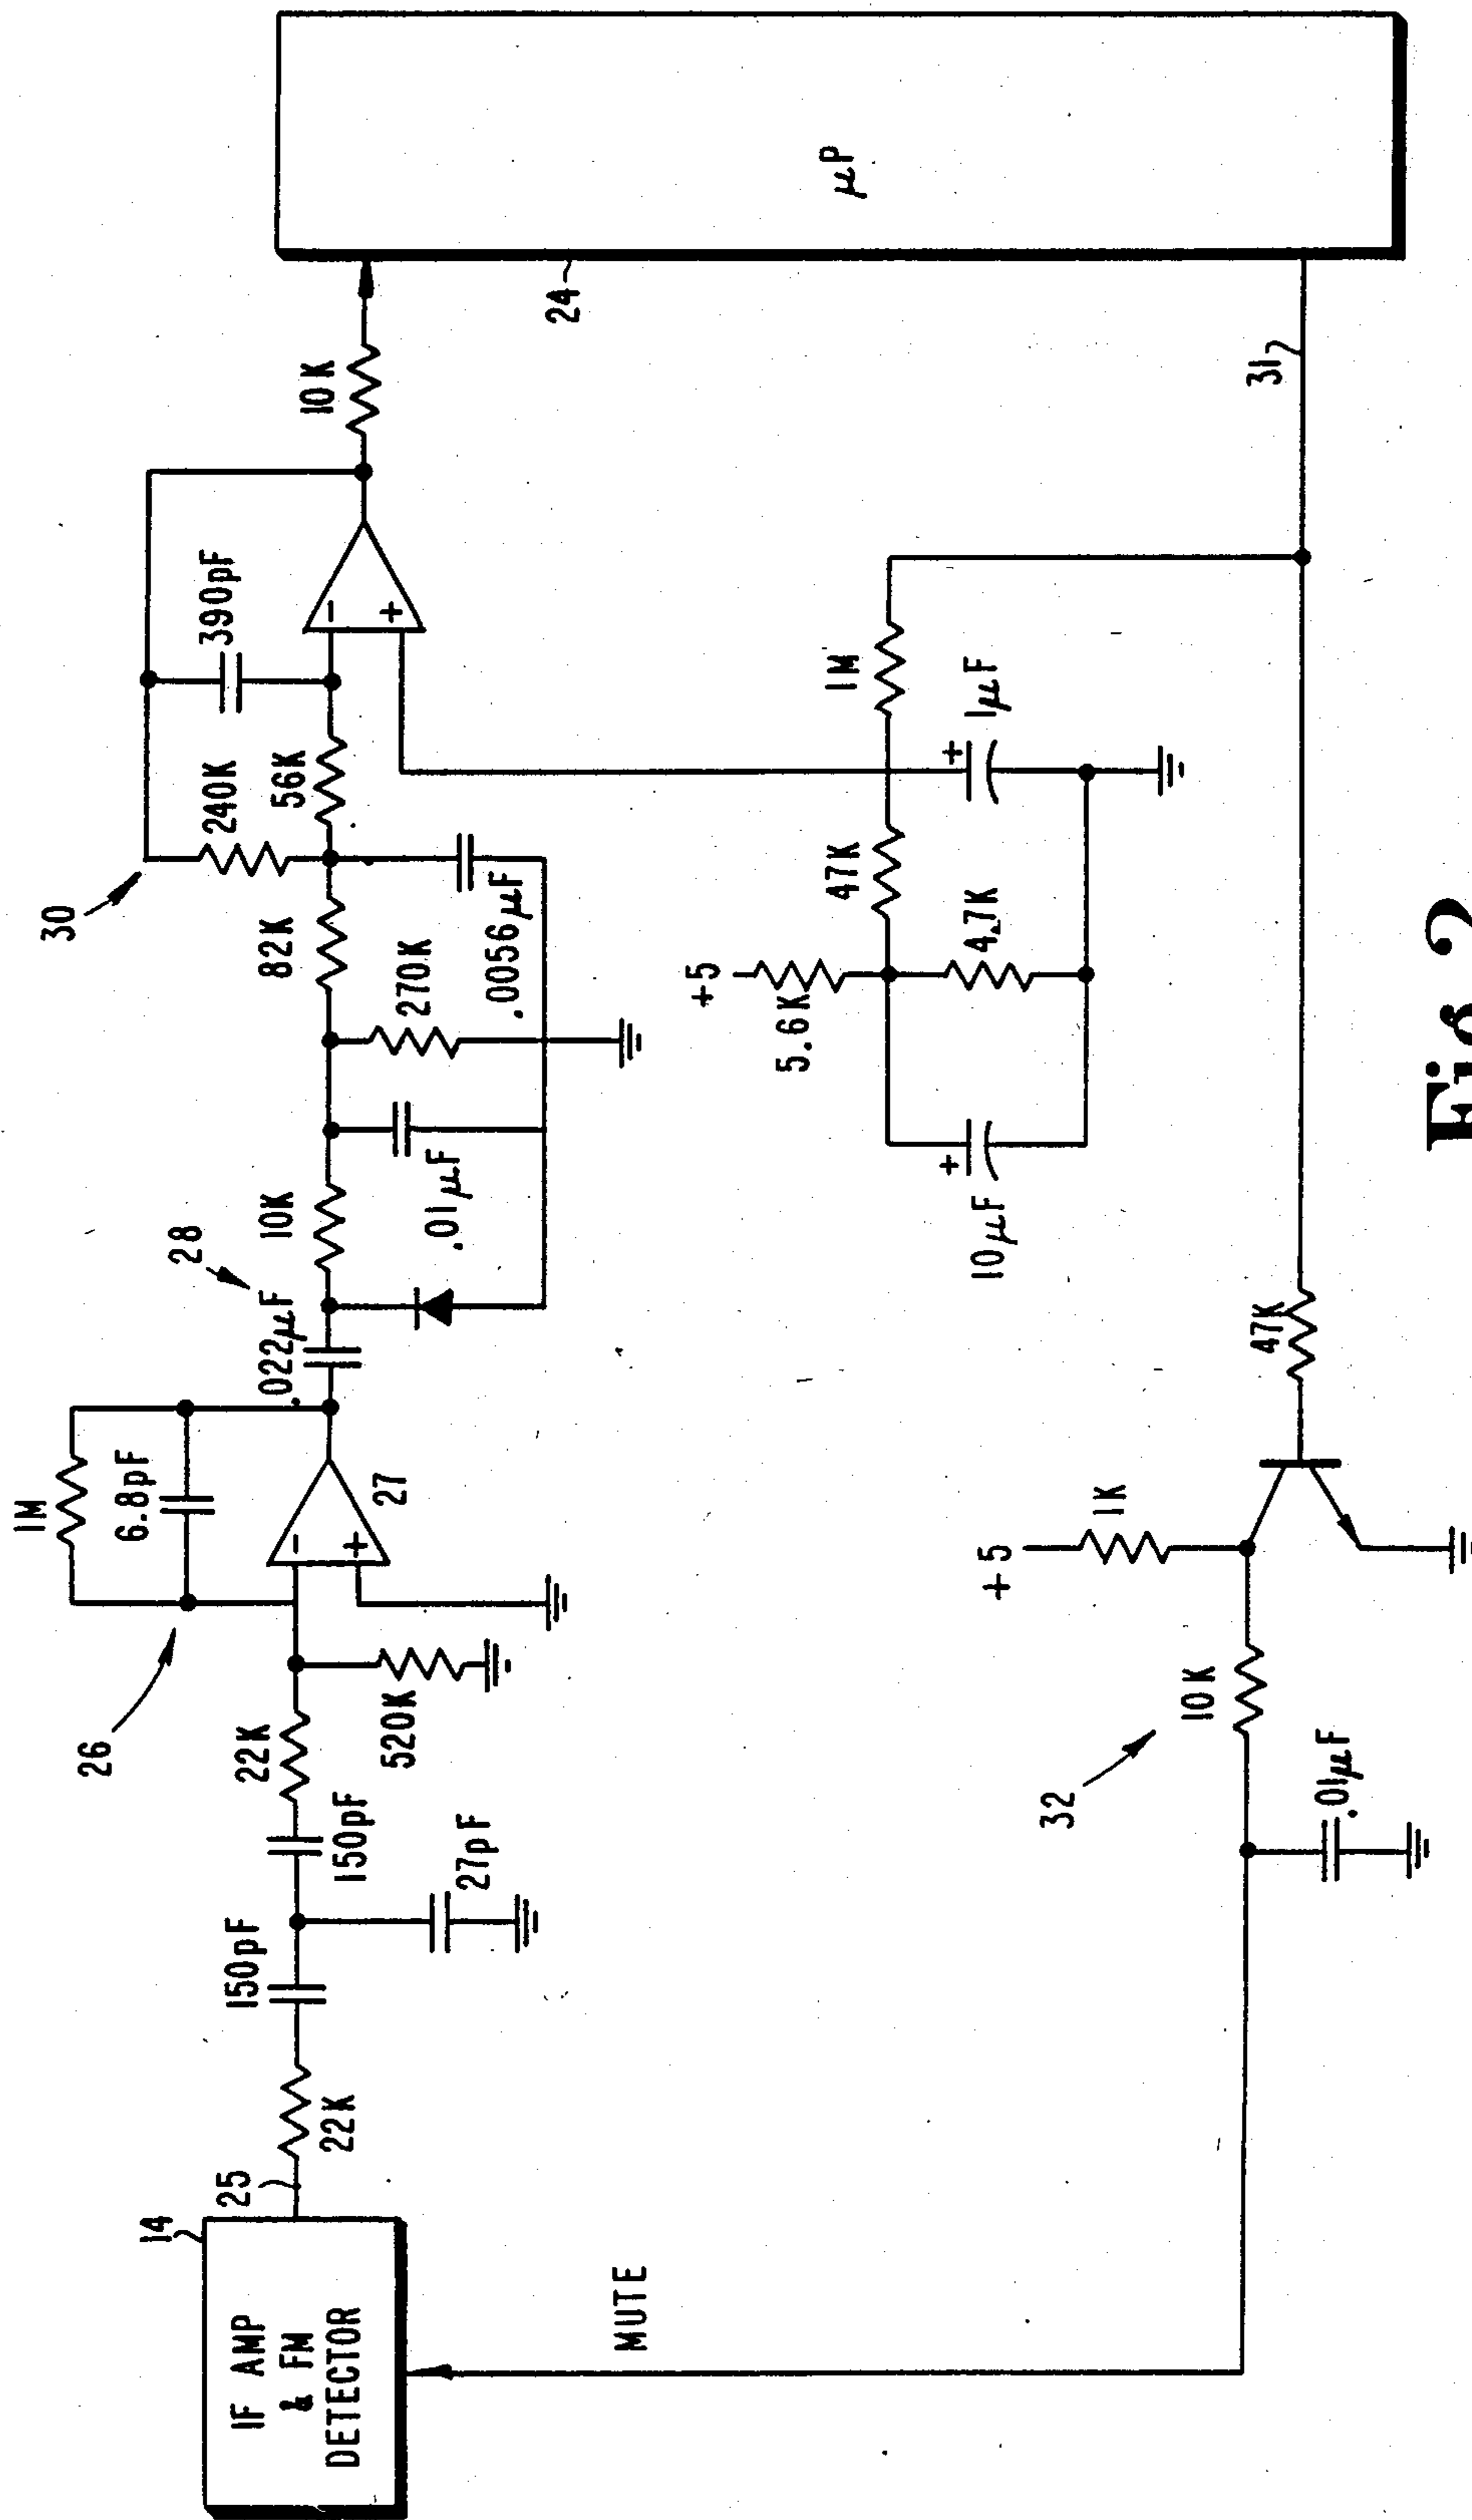 14
IF AMP
& FM
DETECTOR
25
22K
150pF
27pF
150pF
22K
520K
26
1M
6.8pF
27
.022µF
28
10K
.01µF
270K
82K
.0056µF
30
240K
56K
390pF
10K
24
µP
+5
5.6K
47K
4.7K
10µF
1µF
1M
31
MUTE
32
10K
.01µF
+5
1K
47K
Fig 2